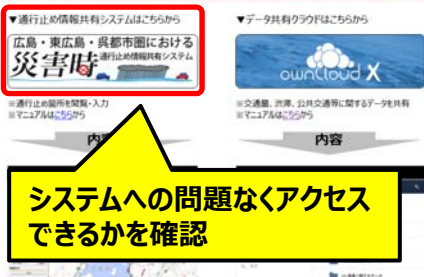 ▼通行止め情報共有システムはこちらから
広島・東広島・呉都市圏における
災害時 通行止め情報共有システム
※通行止め箇所を閲覧・入力
※マニュアルはこちらから
▼データ共有クラウドはこちらから
ownCloud X
※交通量、渋滞、公共交通等に関するデータを共有
※マニュアルはこちらから
内容
システムへの問題なくアクセス
できるかを確認